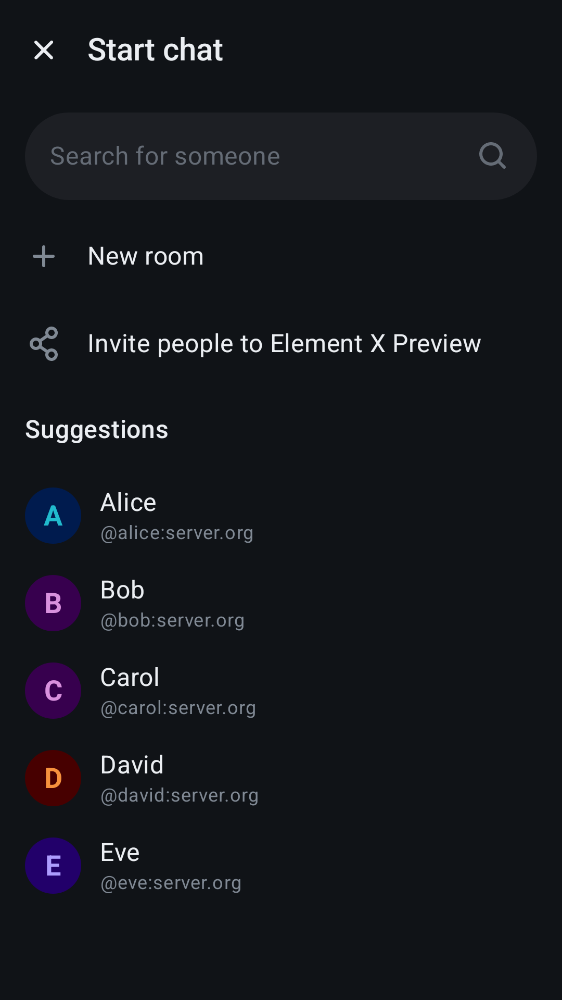 Start chat
Search for someone
New room
Invite people to Element X Preview
Suggestions
A
Alice
@alice:server.org
B
Bob
@bob:server.org
C
Carol
@carol:server.org
D
David
@david:server.org
E
Eve
@eve:server.org